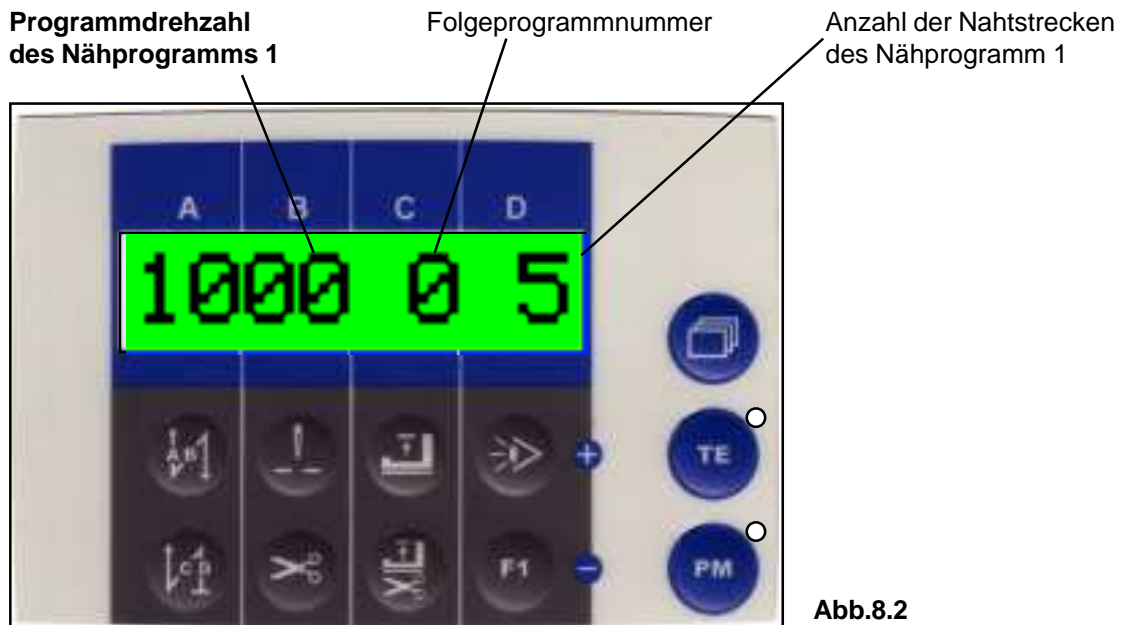 Programmdrehzahl
des Nähprogramms 1
Folgeprogrammnummer
Anzahl der Nahtstrecken
des Nähprogramm 1
A B C D
1000 0 5
A B
+
TE
C D
F1
-
PM
Abb.8.2